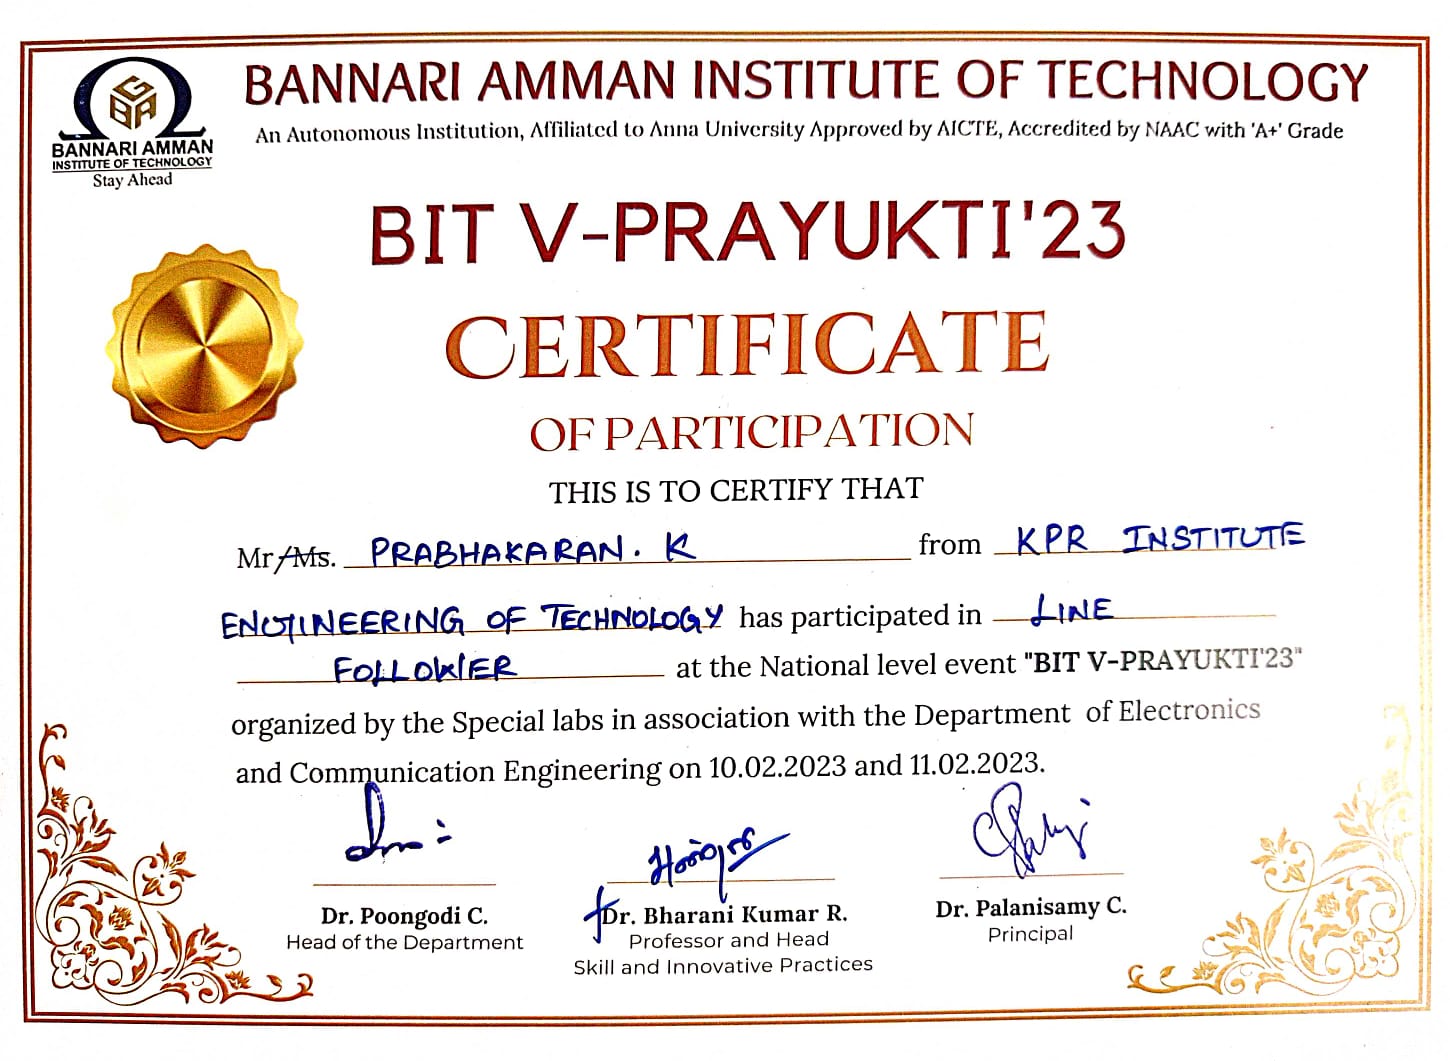 GBA
BANNARI AMMAN
INSTITUTE OF TECHNOLOGY
Stay Ahead
BANNARI AMMAN INSTITUTE OF TECHNOLOGY
An Autonomous Institution, Affiliated to Anna University Approved by AICTE, Accredited by NAAC with 'A+' Grade
BIT V-PRAYUKTI'23
CERTIFICATE
OF PARTICIPATION
THIS IS TO CERTIFY THAT
Mr/Ms. PRABHAKARAN. K from KPR INSTITUTE
ENGINEERING OF TECHNOLOGY has participated in LINE
FOLLOWER at the National level event "BIT V-PRAYUKTI'23"
organized by the Special labs in association with the Department of Electronics
and Communication Engineering on 10.02.2023 and 11.02.2023.
Dr. Poongodi C.
Head of the Department
Dr. Bharani Kumar R.
Professor and Head
Skill and Innovative Practices
Dr. Palanisamy C.
Principal